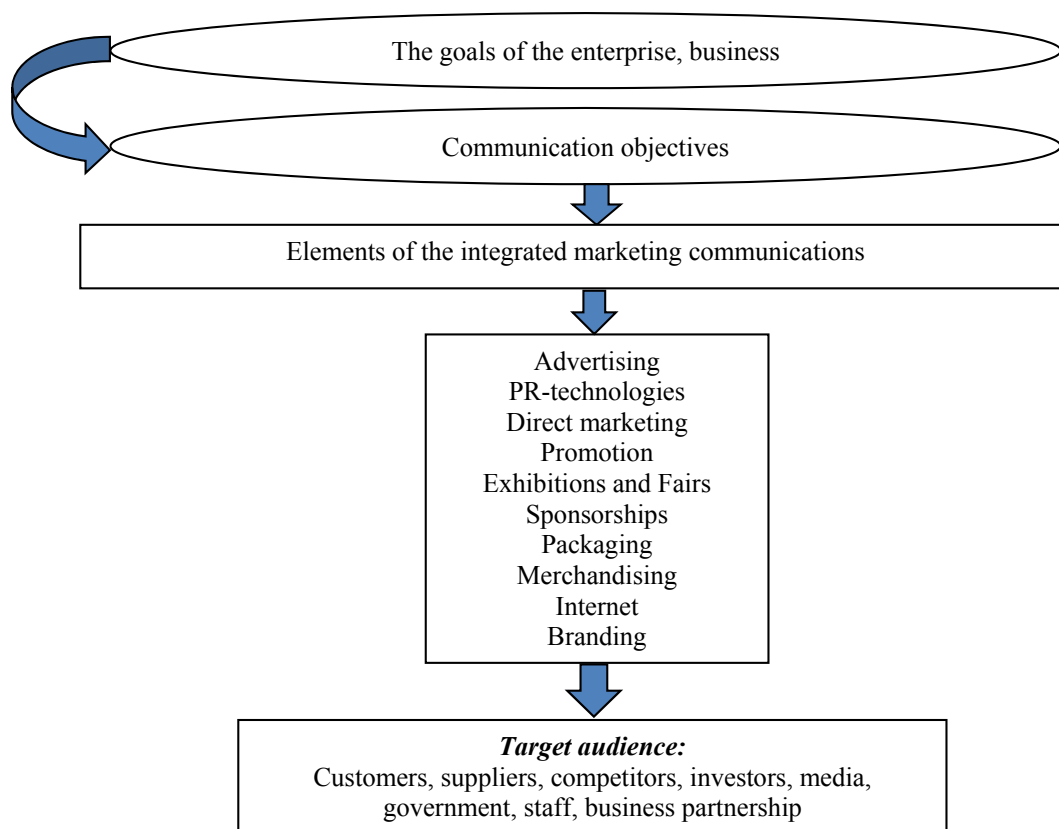 The goals of the enterprise, business
Communication objectives
Elements of the integrated marketing communications
Advertising
PR-technologies
Direct marketing
Promotion
Exhibitions and Fairs
Sponsorships
Packaging
Merchandising
Internet
Branding
Target audience:
Customers, suppliers, competitors, investors, media,
government, staff, business partnership